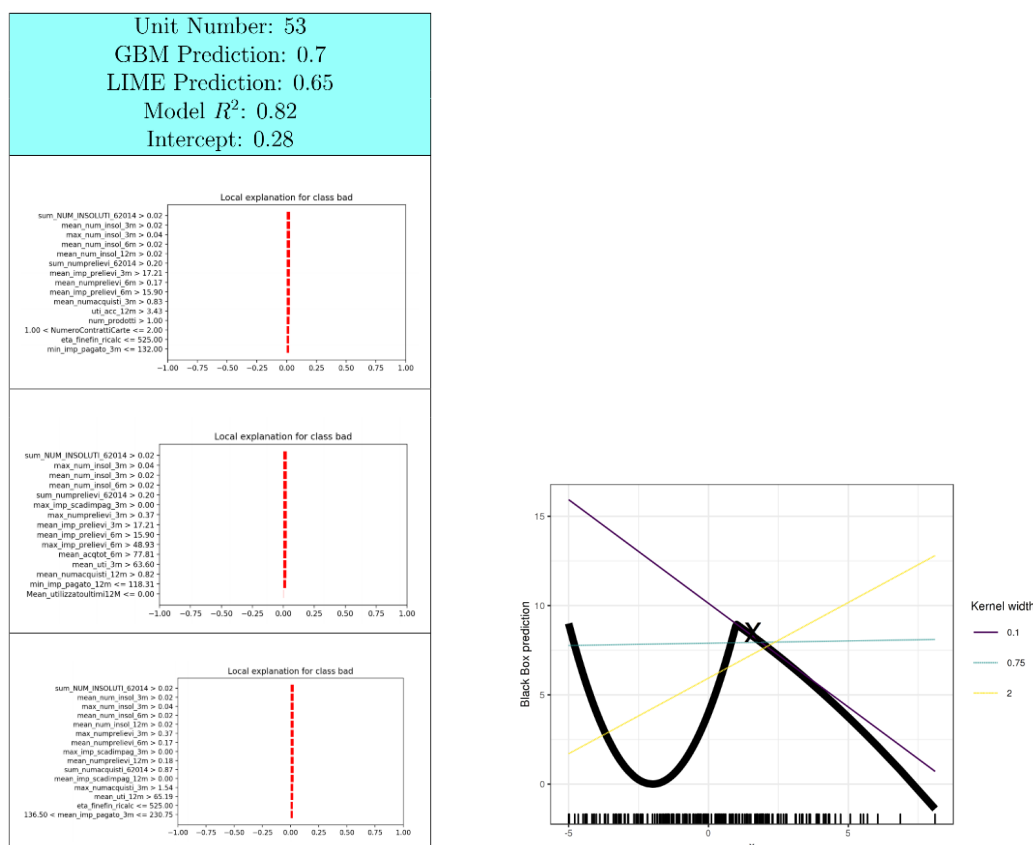 Unit Number: 53
GBM Prediction: 0.7
LIME Prediction: 0.65
Model R²: 0.82
Intercept: 0.28
Local explanation for class bad
sum_NUM_INSOLUTI_62014 > 0.02
mean_num_insol_3m > 0.02
max_num_insol_3m > 0.04
mean_num_insol_6m > 0.02
mean_num_insol_12m > 0.02
sum_numprelievi_62014 > 0.20
mean_imp_prelievi_3m > 17.21
mean_numprelievi_6m > 0.17
mean_imp_prelievi_6m > 15.90
mean_numacquisti_3m > 0.83
uti_acc_12m > 3.43
num_prodotti > 1.00
1.00 < NumeroContrattiCarte <= 2.00
eta_finefin_ricalc <= 525.00
min_imp_pagato_3m <= 132.00
−1.00 −0.75 −0.50 −0.25 0.00 0.25 0.50 0.75 1.00
Local explanation for class bad
sum_NUM_INSOLUTI_62014 > 0.02
max_num_insol_3m > 0.04
mean_num_insol_3m > 0.02
mean_num_insol_6m > 0.02
sum_numprelievi_62014 > 0.20
max_imp_scadimpag_3m > 0.00
max_numprelievi_3m > 0.37
mean_imp_prelievi_3m > 17.21
mean_imp_prelievi_6m > 15.90
max_imp_prelievi_6m > 48.93
mean_acqtot_6m > 77.81
mean_uti_3m > 63.60
mean_numacquisti_12m > 0.82
min_imp_pagato_12m <= 118.31
Mean_utilizzatoultimi12M <= 0.00
−1.00 −0.75 −0.50 −0.25 0.00 0.25 0.50 0.75 1.00
Local explanation for class bad
sum_NUM_INSOLUTI_62014 > 0.02
mean_num_insol_3m > 0.02
max_num_insol_3m > 0.04
mean_num_insol_6m > 0.02
mean_num_insol_12m > 0.02
max_numprelievi_3m > 0.37
mean_numprelievi_6m > 0.17
max_imp_scadimpag_3m > 0.00
mean_numprelievi_12m > 0.18
sum_numacquisti_62014 > 0.87
mean_imp_scadimpag_12m > 0.00
max_numacquisti_3m > 1.54
mean_uti_12m > 65.19
eta_finefin_ricalc <= 525.00
136.50 < mean_imp_pagato_3m <= 230.75
−1.00 −0.75 −0.50 −0.25 0.00 0.25 0.50 0.75 1.00
Black Box prediction
15
10
5
0
X
-5 0 5
Kernel width
0.1
0.75
2